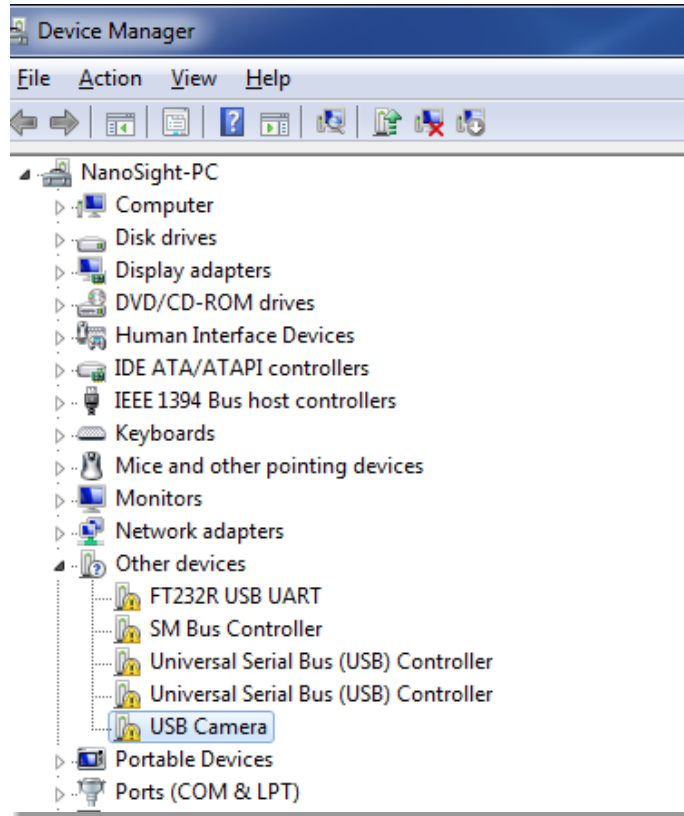 Device Manager
File Action View Help
NanoSight-PC
Computer
Disk drives
Display adapters
DVD/CD-ROM drives
Human Interface Devices
IDE ATA/ATAPI controllers
IEEE 1394 Bus host controllers
Keyboards
Mice and other pointing devices
Monitors
Network adapters
Other devices
FT232R USB UART
SM Bus Controller
Universal Serial Bus (USB) Controller
Universal Serial Bus (USB) Controller
USB Camera
Portable Devices
Ports (COM & LPT)